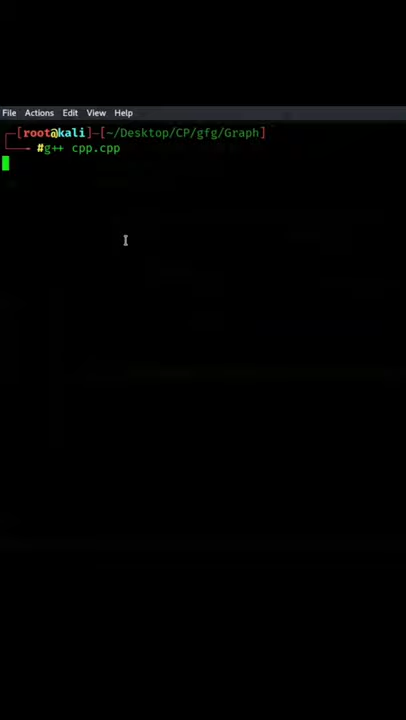 File Actions Edit View Help
[root@kali]-[~/Desktop/CP/gfg/Graph]
#g++ cpp.cpp